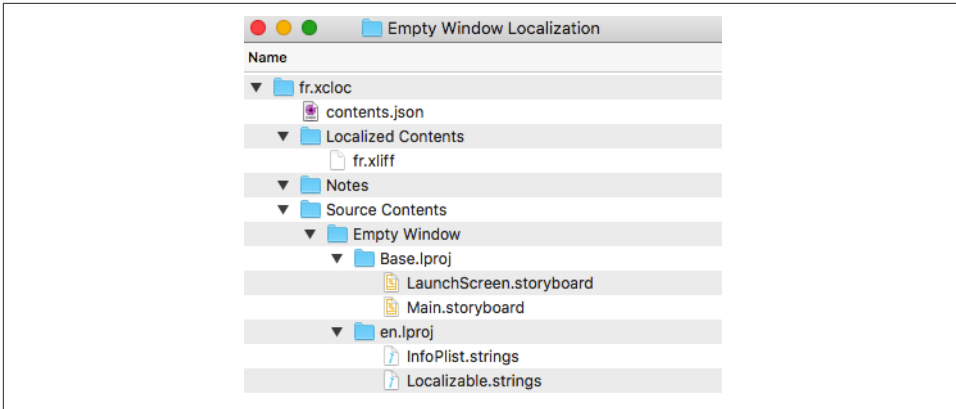 Empty Window Localization
Name
fr.xcloc
contents.json
Localized Contents
fr.xliff
Notes
Source Contents
Empty Window
Base.lproj
LaunchScreen.storyboard
Main.storyboard
en.lproj
InfoPlist.strings
Localizable.strings